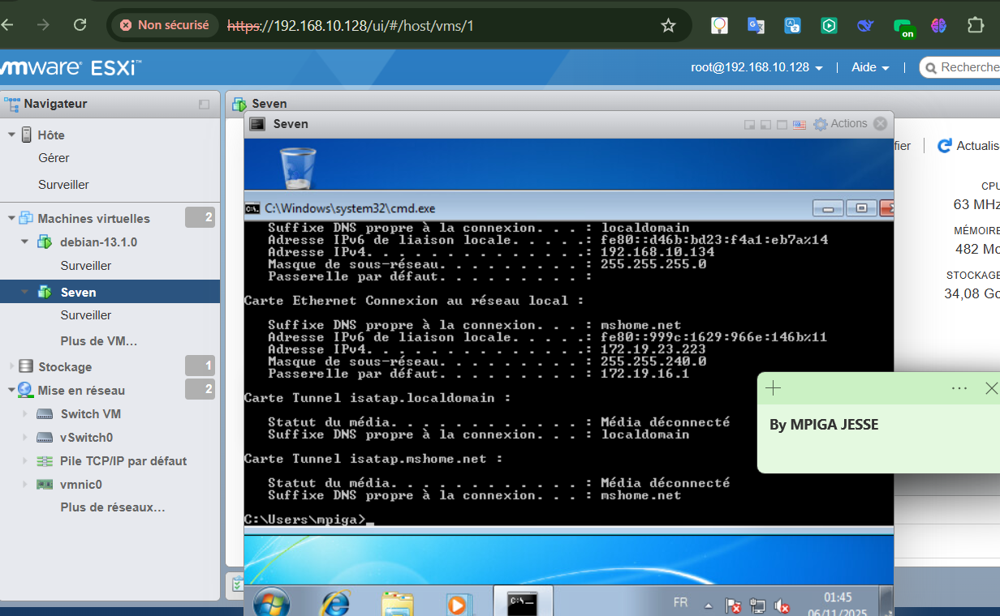 Non sécurisé https://192.168.10.128/ui/#/host/vms/1
on
vmware ESXi™
root@192.168.10.128 | Aide | Recherche
Navigateur
Hôte
Gérer
Surveiller
Machines virtuelles 2
debian-13.1.0
Surveiller
Seven
Surveiller
Plus de VM...
Stockage 1
Mise en réseau 2
Switch VM
vSwitch0
Pile TCP/IP par défaut
vmnic0
Plus de réseaux...
Seven
Seven Actions
fier Actualis
CPU
63 MHz
MÉMOIRE
482 Mo
STOCKAGE
34,08 Go
C:\Windows\system32\cmd.exe
Suffixe DNS propre à la connexion. . . : localdomain
Adresse IPv6 de liaison locale. . . . .: fe80::d46b:bd23:f4a1:eb7a%14
Adresse IPv4. . . . . . . . . . . . . .: 192.168.10.134
Masque de sous-réseau. . . . . . . . . : 255.255.255.0
Passerelle par défaut. . . . . . . . . :
Carte Ethernet Connexion au réseau local :
Suffixe DNS propre à la connexion. . . : mshome.net
Adresse IPv6 de liaison locale. . . . .: fe80::999c:1629:966e:146b%11
Adresse IPv4. . . . . . . . . . . . . .: 172.19.23.223
Masque de sous-réseau. . . . . . . . . : 255.255.240.0
Passerelle par défaut. . . . . . . . . : 172.19.16.1
Carte Tunnel isatap.localdomain :
Statut du média. . . . . . . . . . . . : Média déconnecté
Suffixe DNS propre à la connexion. . . : localdomain
Carte Tunnel isatap.mshome.net :
Statut du média. . . . . . . . . . . . : Média déconnecté
Suffixe DNS propre à la connexion. . . : mshome.net
C:\Users\mpiga>_
By MPIGA JESSE
FR
01:45
06/11/2025